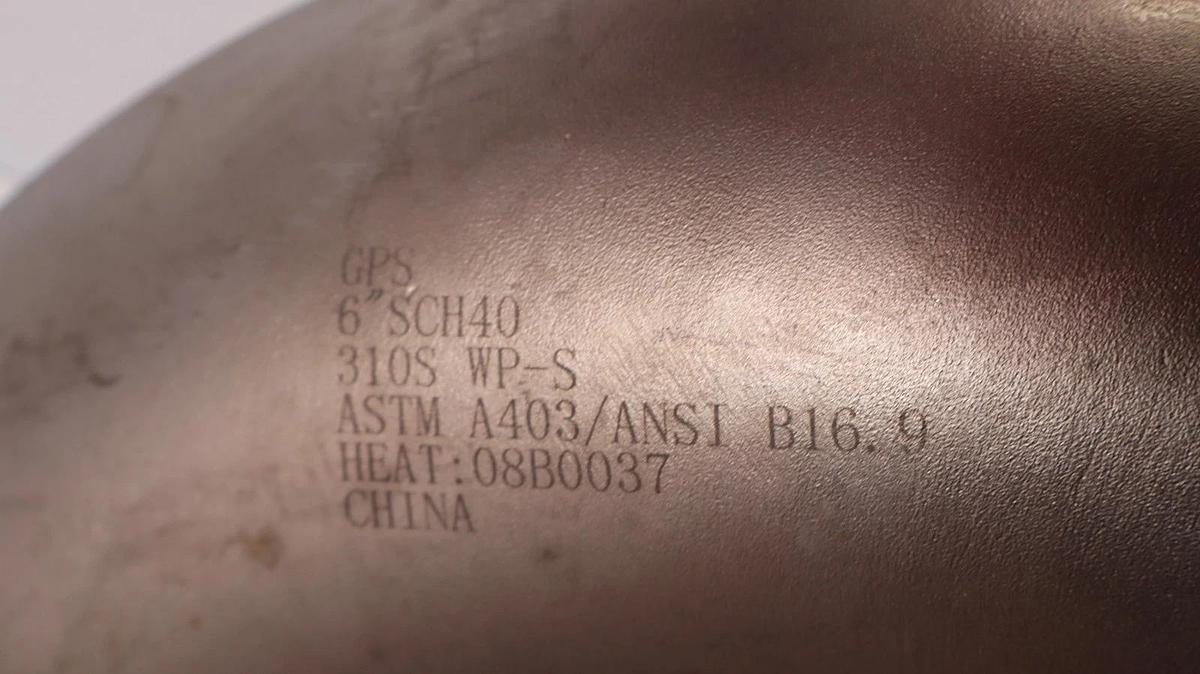 GPS
6"SCH40
310S WP-S
ASTM A403/ANSI B16.9
HEAT:08B0037
CHINA